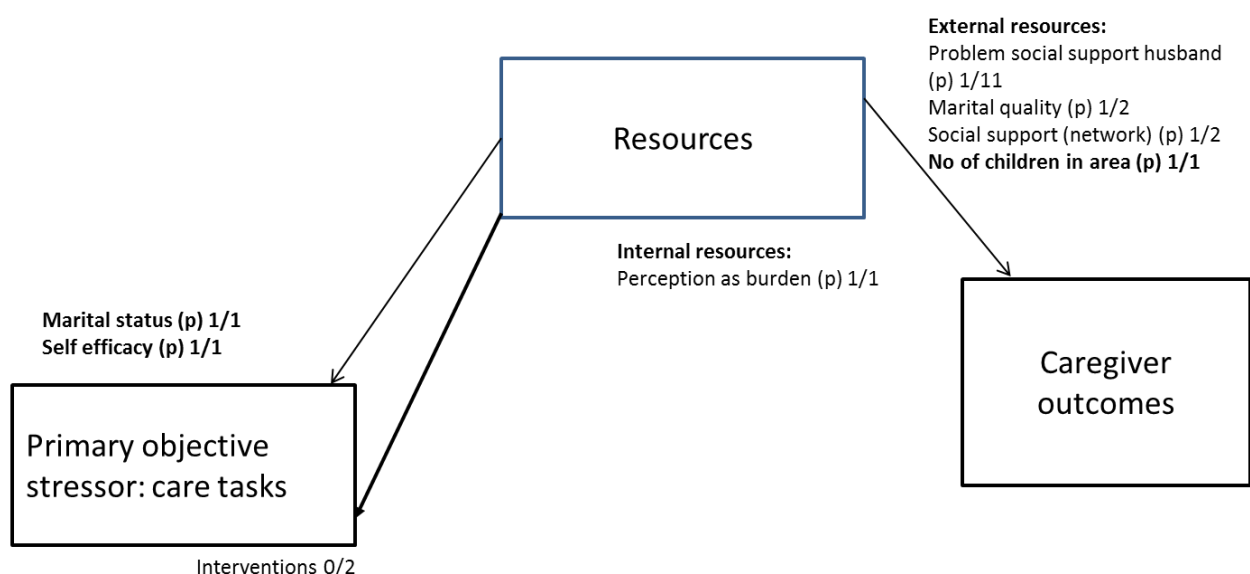 External resources:
Problem social support husband
(p) 1/11
Marital quality (p) 1/2
Social support (network) (p) 1/2
No of children in area (p) 1/1
Resources
Internal resources:
Perception as burden (p) 1/1
Marital status (p) 1/1
Self efficacy (p) 1/1
Caregiver
outcomes
Primary objective
stressor: care tasks
Interventions 0/2